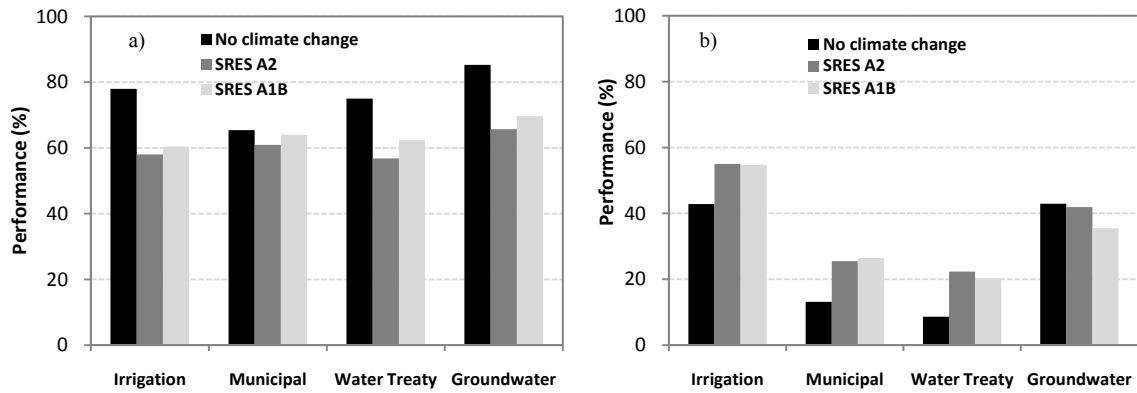 a)
No climate change
SRES A2
SRES A1B
Performance (%)
100
80
60
40
20
0
Irrigation Municipal Water Treaty Groundwater
b)
No climate change
SRES A2
SRES A1B
Performance (%)
100
80
60
40
20
0
Irrigation Municipal Water Treaty Groundwater